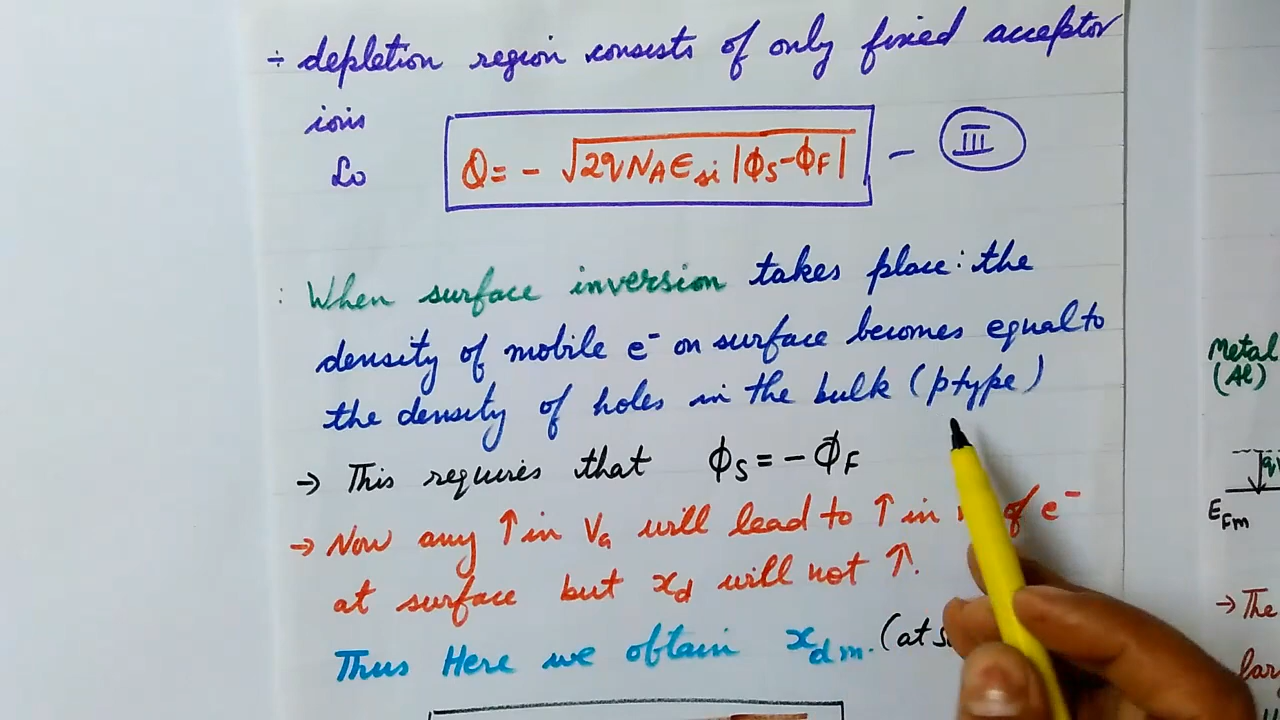 ÷ depletion region consists of only fixed acceptor
ions
So Q = - √2qNAϵsi |ϕS-ϕF| - III
: When surface inversion takes place: the
density of mobile e⁻ on surface becomes equal to
the density of holes in the bulk (ptype)
→ This requires that ϕS = - ϕF
→ Now any ↑ in VG will lead to ↑ in of e⁻
at surface but xd will not ↑.
Thus Here we obtain xdm. (at
Metal
(Al)
EFm
→ The